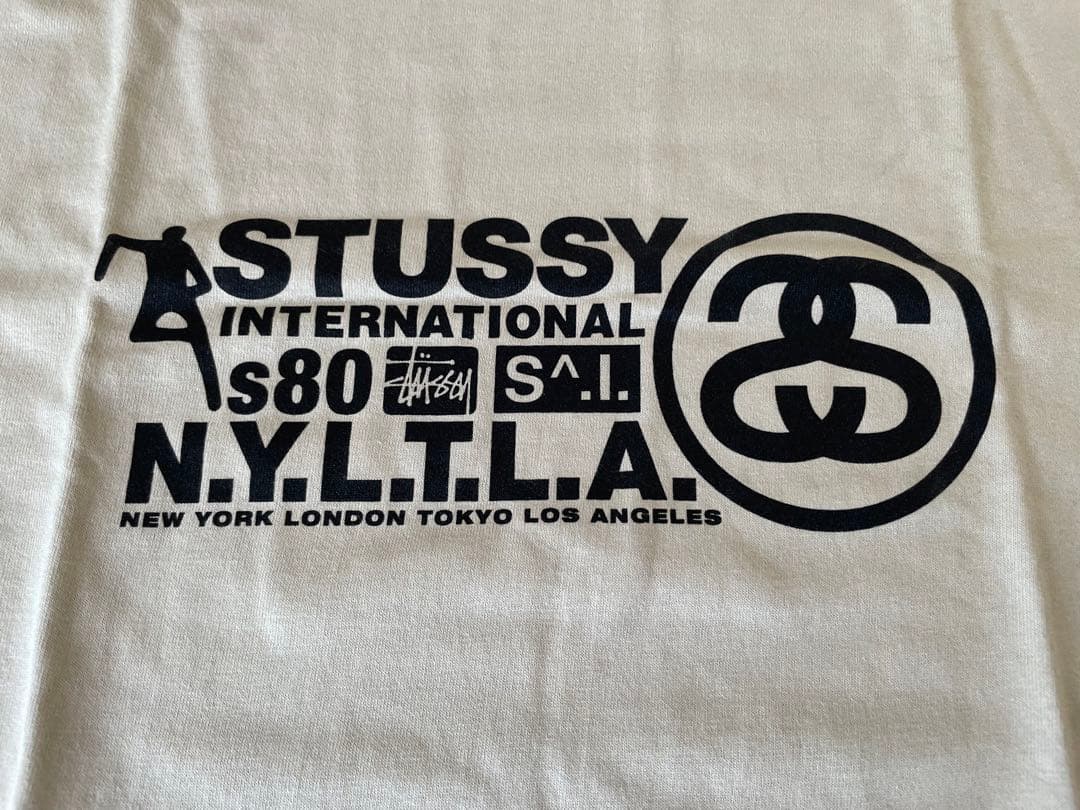 STUSSY
INTERNATIONAL
s80 Stüssy S^.I.
N.Y.L.T.L.A.
NEW YORK LONDON TOKYO LOS ANGELES